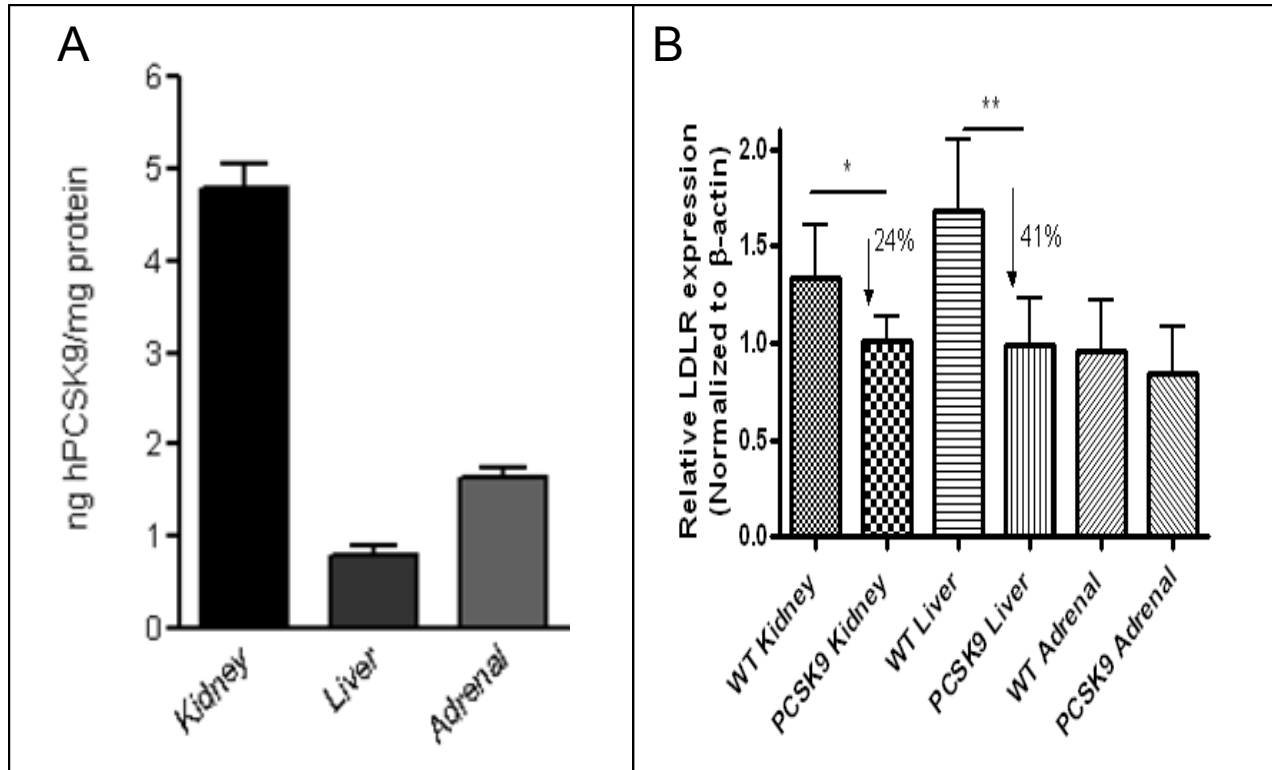 A
ng hPCSK9/mg protein
6
5
4
3
2
1
0
Kidney
Liver
Adrenal
B
Relative LDLR expression
(Normalized to β-actin)
2.0
1.5
1.0
0.5
0.0
*
24%
**
41%
WT Kidney
PCSK9 Kidney
WT Liver
PCSK9 Liver
WT Adrenal
PCSK9 Adrenal